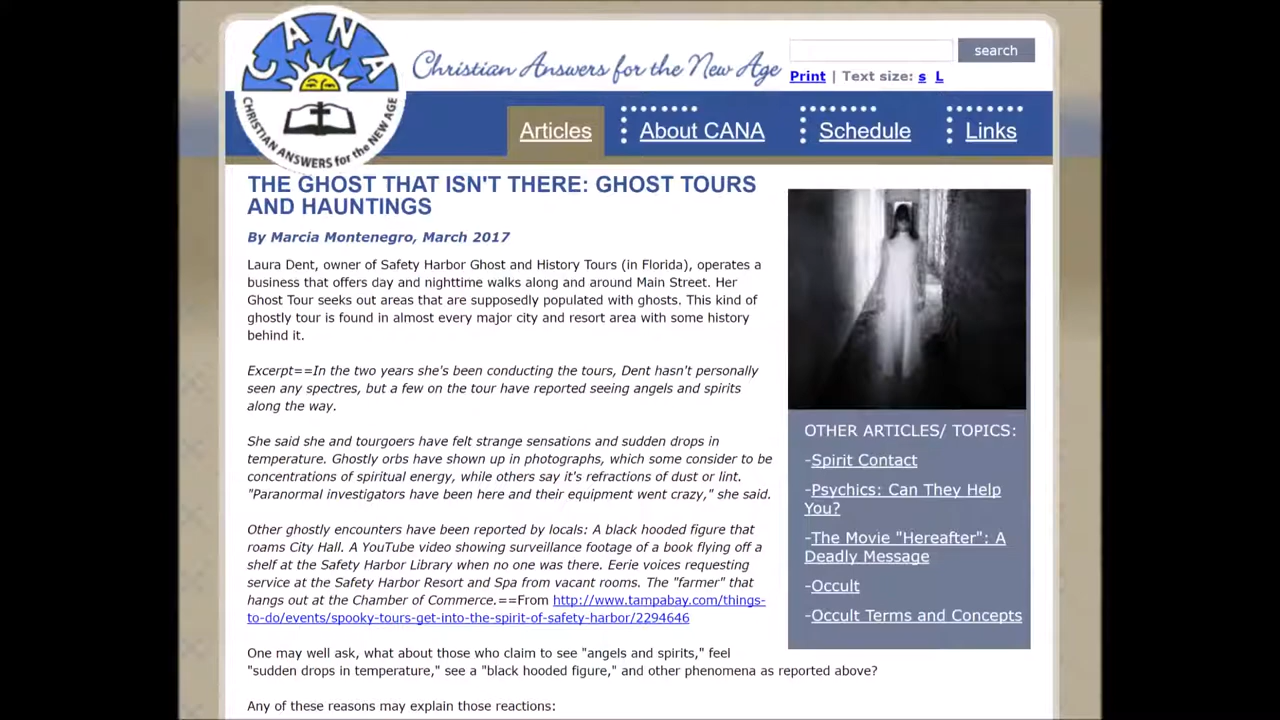 CANA
CHRISTIAN ANSWERS for the NEW AGE
Christian Answers for the New Age
search
Print | Text size: s L
Articles
About CANA
Schedule
Links
THE GHOST THAT ISN'T THERE: GHOST TOURS
AND HAUNTINGS
By Marcia Montenegro, March 2017
Laura Dent, owner of Safety Harbor Ghost and History Tours (in Florida), operates a
business that offers day and nighttime walks along and around Main Street. Her
Ghost Tour seeks out areas that are supposedly populated with ghosts. This kind of
ghostly tour is found in almost every major city and resort area with some history
behind it.
Excerpt==In the two years she's been conducting the tours, Dent hasn't personally
seen any spectres, but a few on the tour have reported seeing angels and spirits
along the way.
She said she and tourgoers have felt strange sensations and sudden drops in
temperature. Ghostly orbs have shown up in photographs, which some consider to be
concentrations of spiritual energy, while others say it's refractions of dust or lint.
"Paranormal investigators have been here and their equipment went crazy," she said.
Other ghostly encounters have been reported by locals: A black hooded figure that
roams City Hall. A YouTube video showing surveillance footage of a book flying off a
shelf at the Safety Harbor Library when no one was there. Eerie voices requesting
service at the Safety Harbor Resort and Spa from vacant rooms. The "farmer" that
hangs out at the Chamber of Commerce.==From http://www.tampabay.com/things-
to-do/events/spooky-tours-get-into-the-spirit-of-safety-harbor/2294646
One may well ask, what about those who claim to see "angels and spirits," feel
"sudden drops in temperature," see a "black hooded figure," and other phenomena as reported above?
Any of these reasons may explain those reactions:
OTHER ARTICLES/ TOPICS:
-Spirit Contact
-Psychics: Can They Help
You?
-The Movie "Hereafter": A
Deadly Message
-Occult
-Occult Terms and Concepts